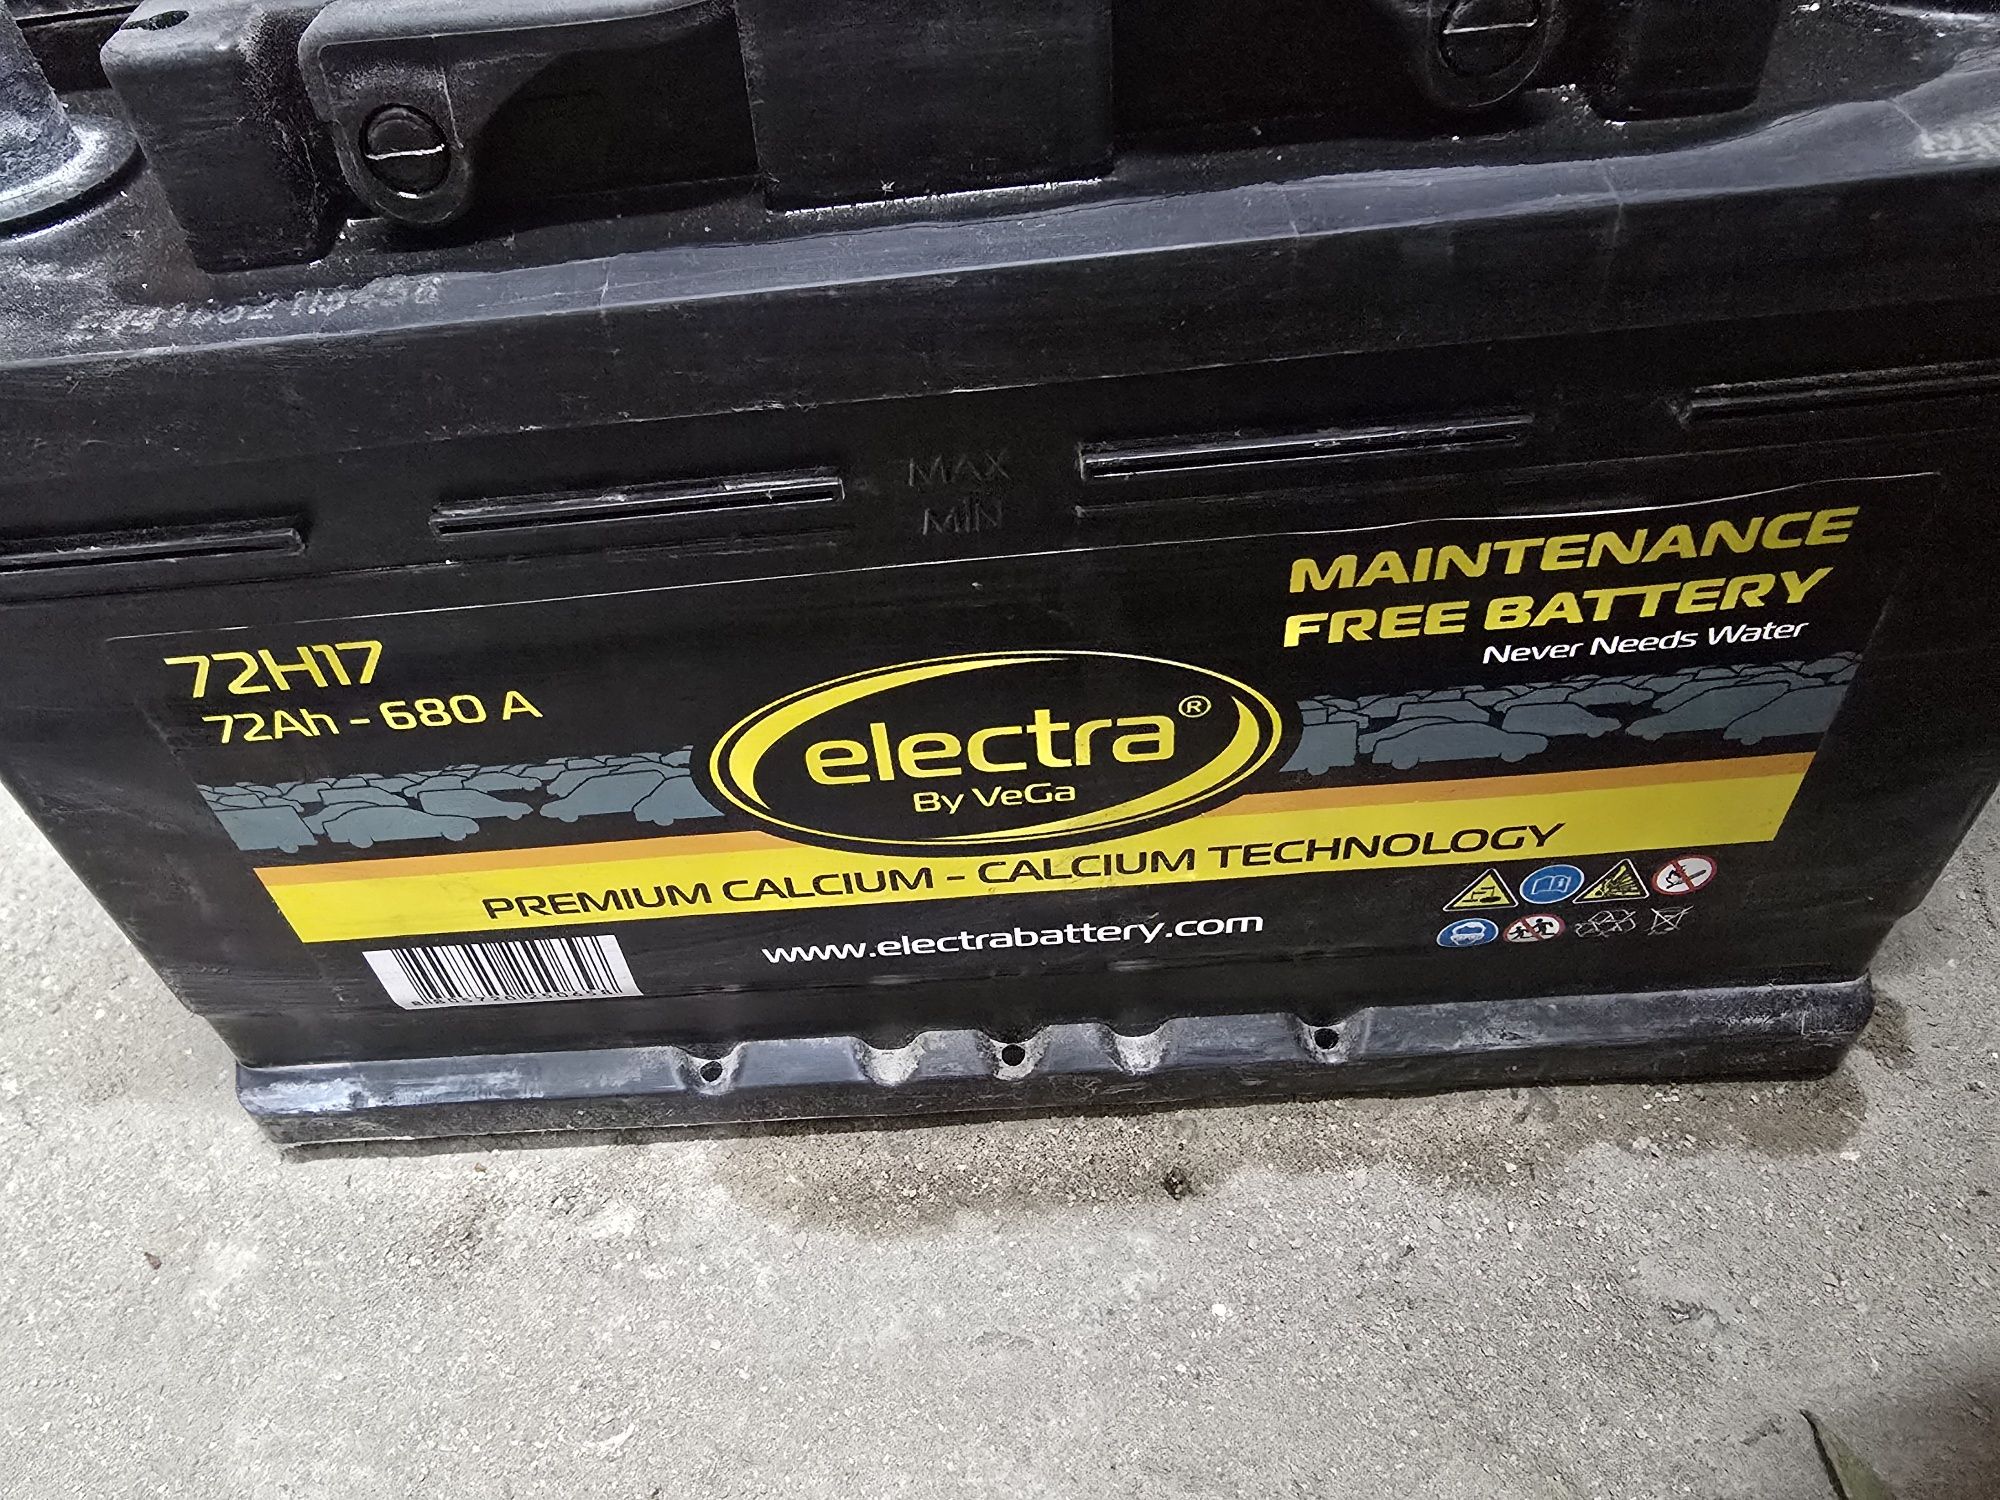 MAX
MIN
MAINTENANCE
FREE BATTERY
Never Needs Water
72H17
72Ah - 680 A
electra®
By VeGa
PREMIUM CALCIUM - CALCIUM TECHNOLOGY
www.electrabattery.com